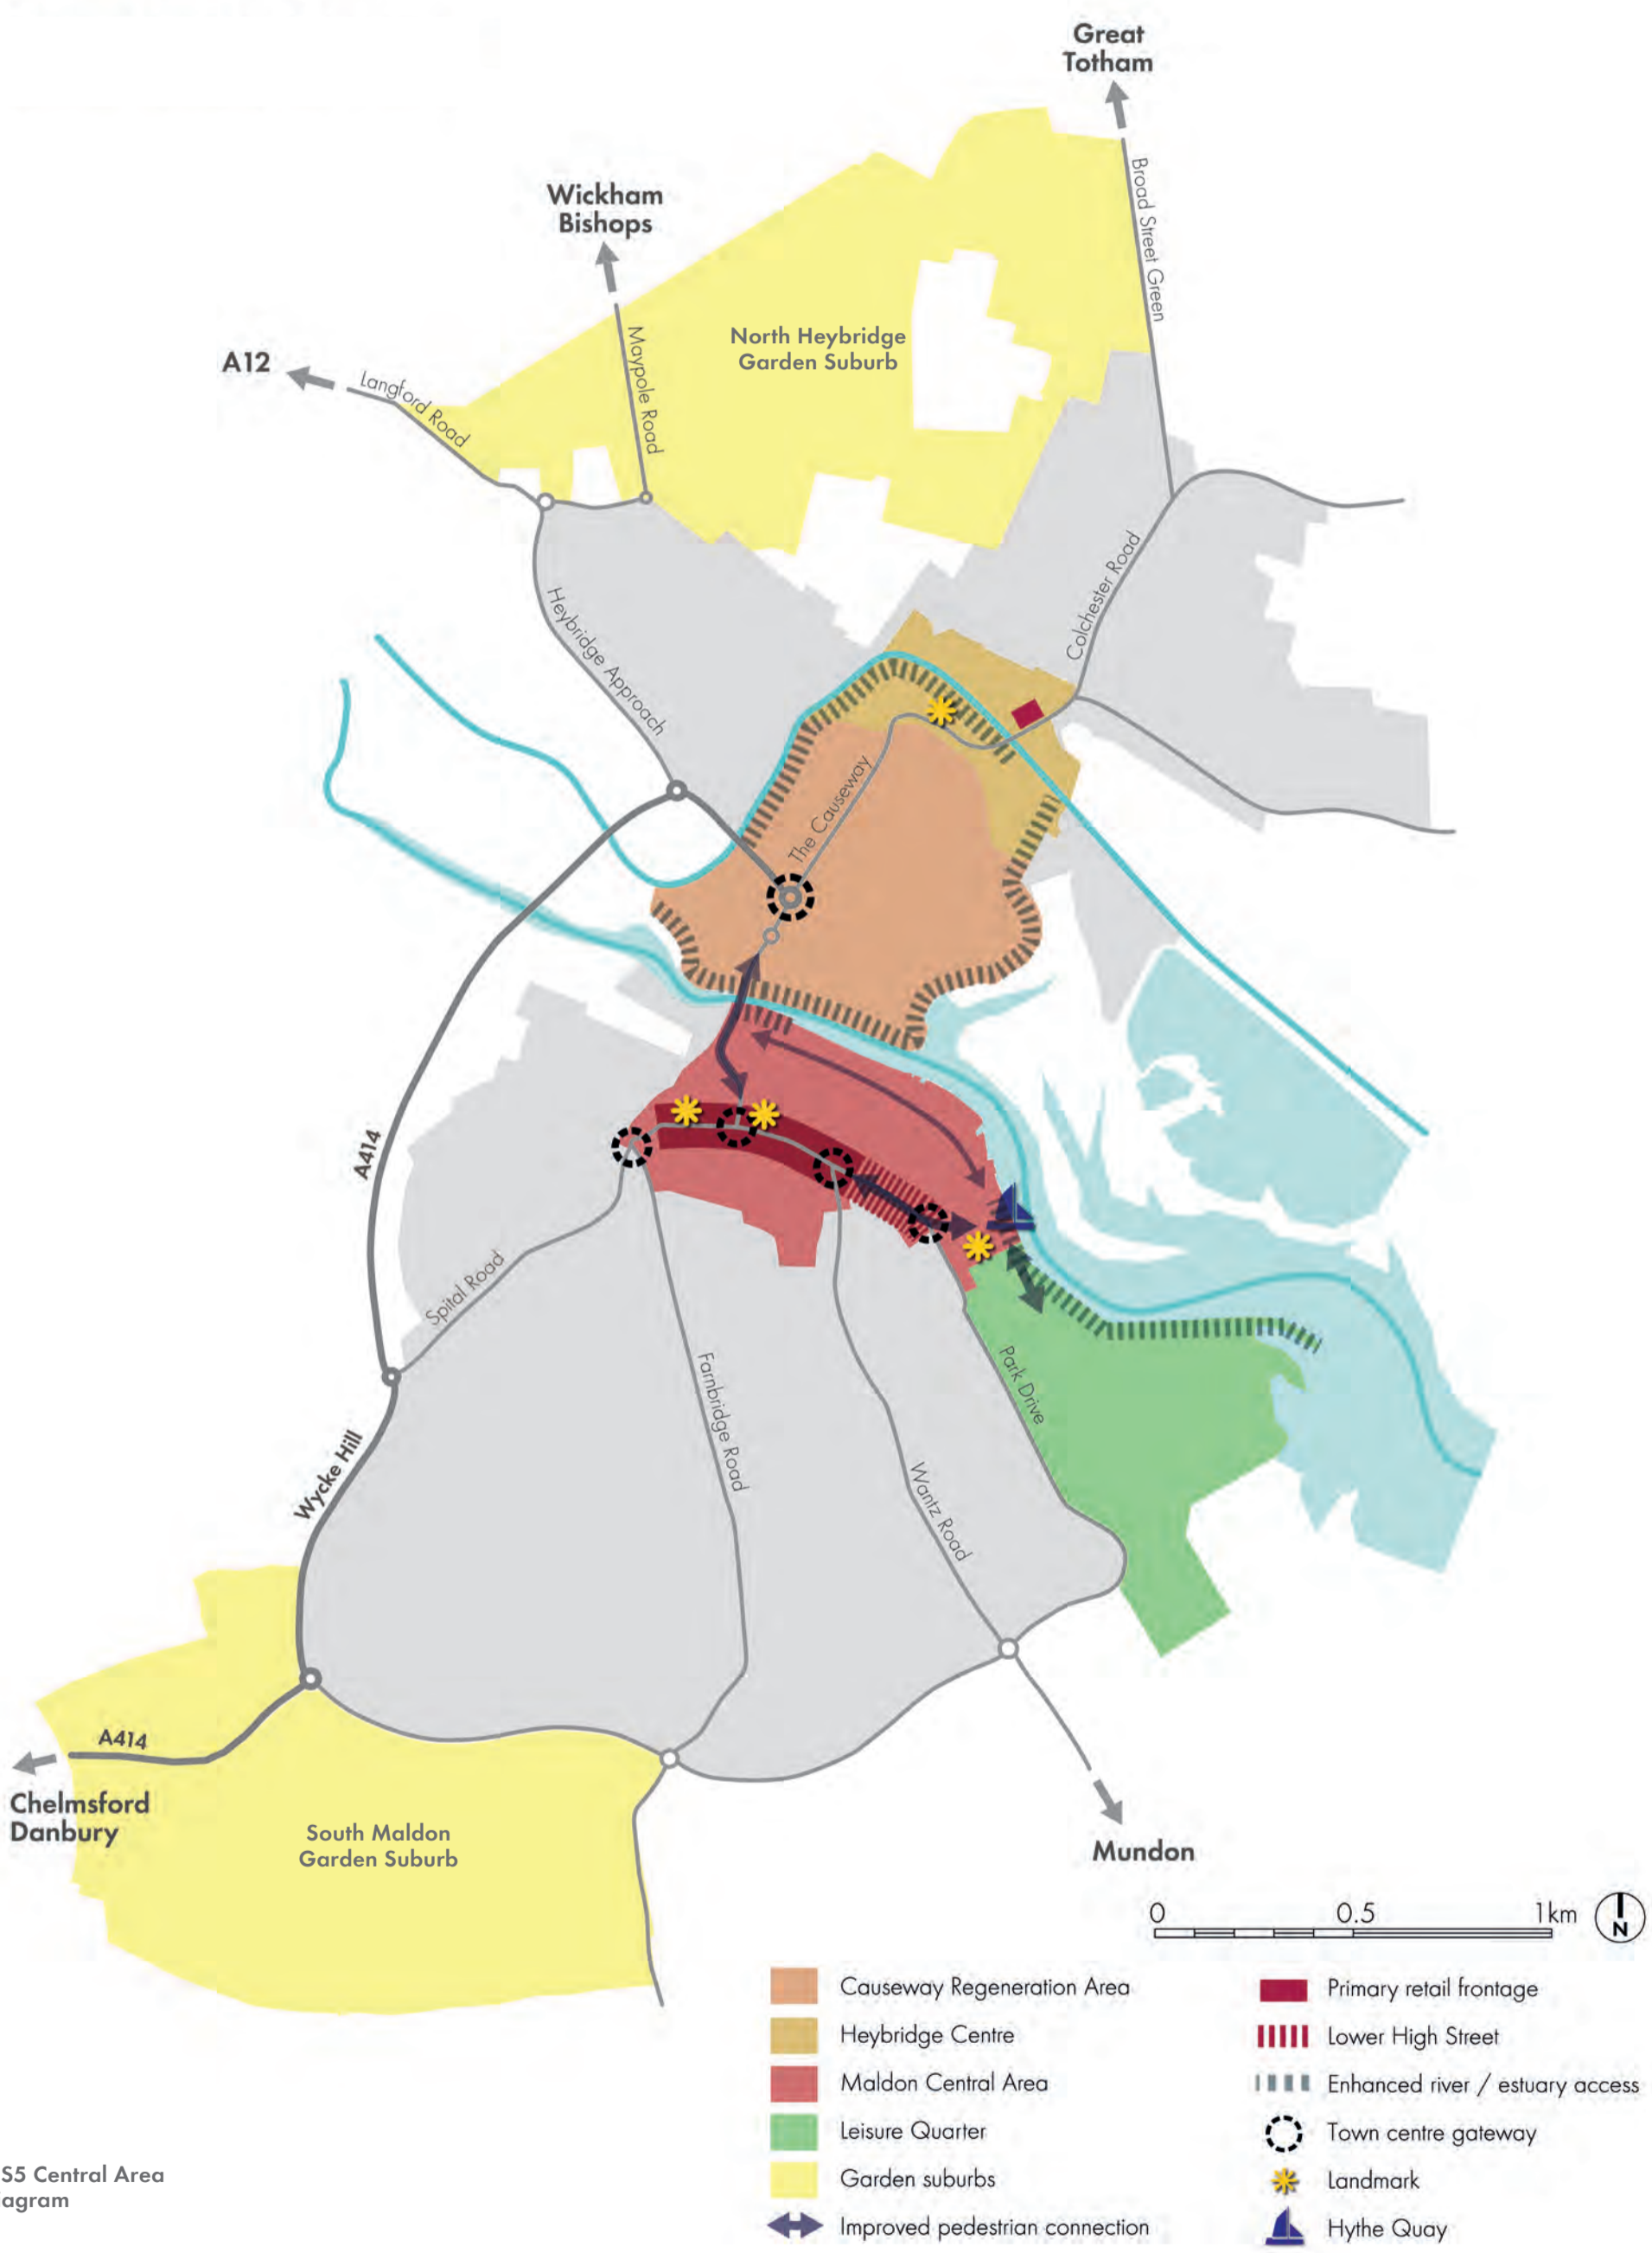 Great
Totham
Broad Street Green
Wickham
Bishops
Maypole Road
North Heybridge
Garden Suburb
A12
Langford Road
Heybridge Approach
Colchester Road
The Causeway
A414
Spital Road
Farnbridge Road
Park Drive
Wantz Road
Wycke Hill
A414
Chelmsford
Danbury
South Maldon
Garden Suburb
Mundon
0 0.5 1km
N
Causeway Regeneration Area
Heybridge Centre
Maldon Central Area
Leisure Quarter
Garden suburbs
Improved pedestrian connection
Primary retail frontage
Lower High Street
Enhanced river / estuary access
Town centre gateway
Landmark
Hythe Quay
S5 Central Area
agram